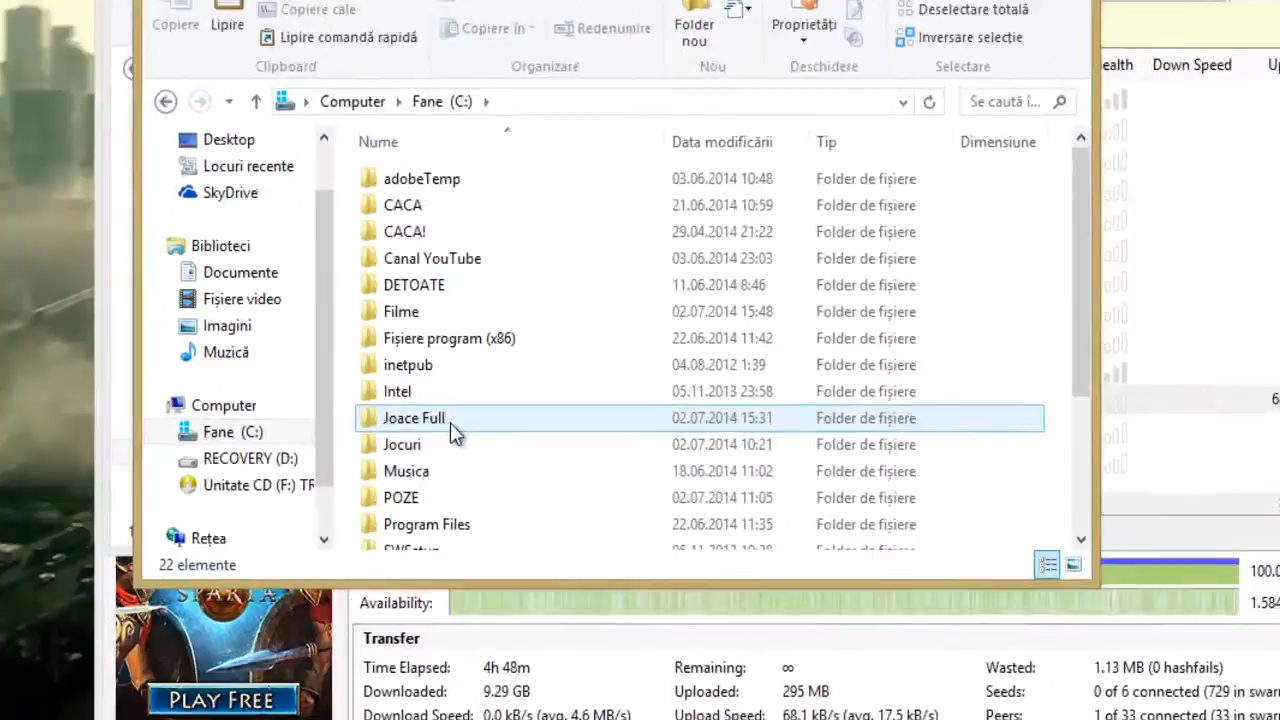 Copiere cale
Deselectare totală
Copiere Lipire Lipire comandă rapidă
Copiere în Redenumire
Folder nou
Proprietăți
Inversare selecție
Clipboard Organizare Nou Deschidere Selectare
ealth Down Speed
Computer Fane (C:) Se caută î...
Nume Data modificării Tip Dimensiune
Desktop
Locuri recente
SkyDrive
Biblioteci
Documente
Fișiere video
Imagini
Muzică
Computer
Fane (C:)
RECOVERY (D:)
Unitate CD (F:) TR
Rețea
adobeTemp 03.06.2014 10:48 Folder de fișiere
CACA 21.06.2014 10:59 Folder de fișiere
CACA! 29.04.2014 21:22 Folder de fișiere
Canal YouTube 03.06.2014 23:03 Folder de fișiere
DETOATE 11.06.2014 8:46 Folder de fișiere
Filme 02.07.2014 15:48 Folder de fișiere
Fișiere program (x86) 22.06.2014 11:42 Folder de fișiere
inetpub 04.08.2012 1:39 Folder de fișiere
Intel 05.11.2013 23:58 Folder de fișiere
Joace Full 02.07.2014 15:31 Folder de fișiere
Jocuri 02.07.2014 10:21 Folder de fișiere
Musica 18.06.2014 11:02 Folder de fișiere
POZE 02.07.2014 11:05 Folder de fișiere
Program Files 22.06.2014 11:35 Folder de fișiere
22 elemente
100.0
SPARTA
Availability: 1.584
Transfer
Time Elapsed: 4h 48m Remaining: ∞ Wasted: 1.13 MB (0 hashfails)
Downloaded: 9.29 GB Uploaded: 295 MB Seeds: 0 of 6 connected (729 in swar
Download Speed: 0.0 kB/s (avg. 4.6 MB/s) Upload Speed: 68.1 kB/s (avg. 17.5 kB/s) Peers: 1 of 33 connected (33 in swar
PLAY FREE